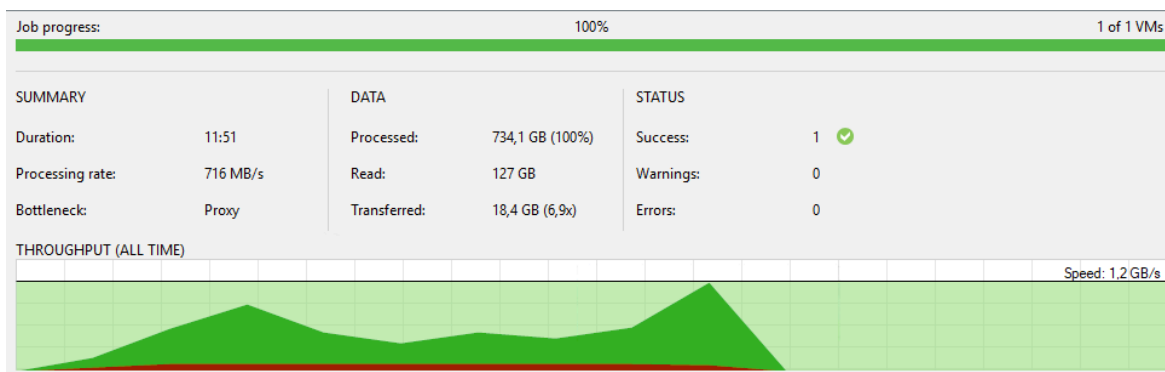 Job progress: 100% 1 of 1 VMs
SUMMARY DATA STATUS
Duration: 11:51 Processed: 734,1 GB (100%) Success: 1
Processing rate: 716 MB/s Read: 127 GB Warnings: 0
Bottleneck: Proxy Transferred: 18,4 GB (6,9x) Errors: 0
THROUGHPUT (ALL TIME)
Speed: 1,2 GB/s